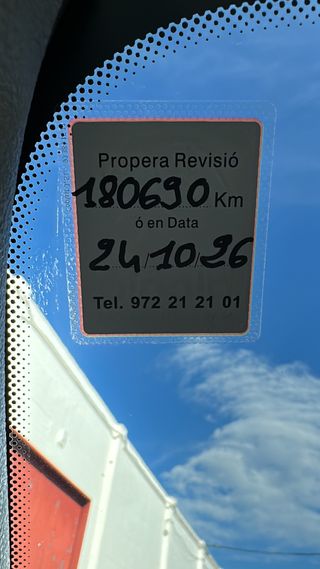 Propera Revisió
180690 Km
ó en Data
24/10/26
Tel. 972 21 21 01